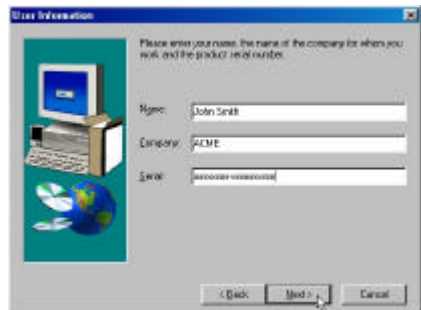 User Information
Please enter your name, the name of the company for whom you
work and the product serial number.
Name: John Smith
Company: ACME
Serial:
< Back Next > Cancel